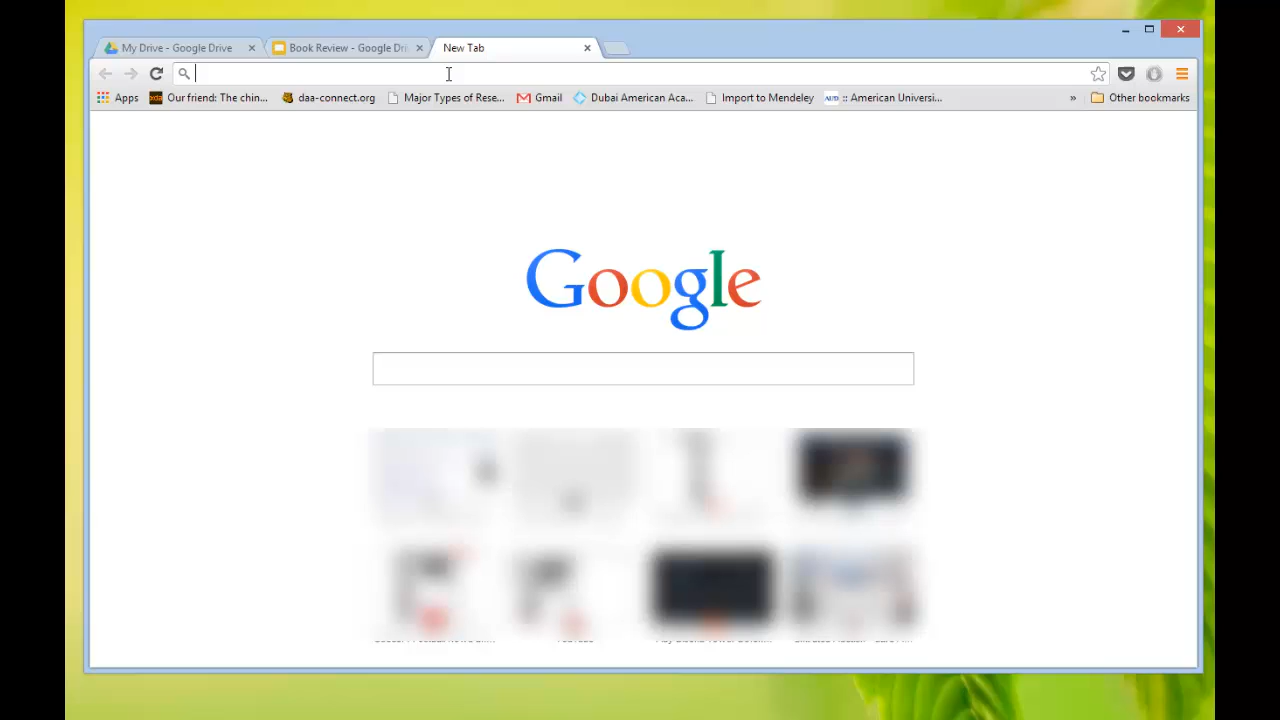 My Drive - Google Drive
Book Review - Google Dri
New Tab
Apps
Our friend: The chin...
daa-connect.org
Major Types of Rese...
Gmail
Dubai American Aca...
Import to Mendeley
AUD :: American Universi...
» Other bookmarks
Google